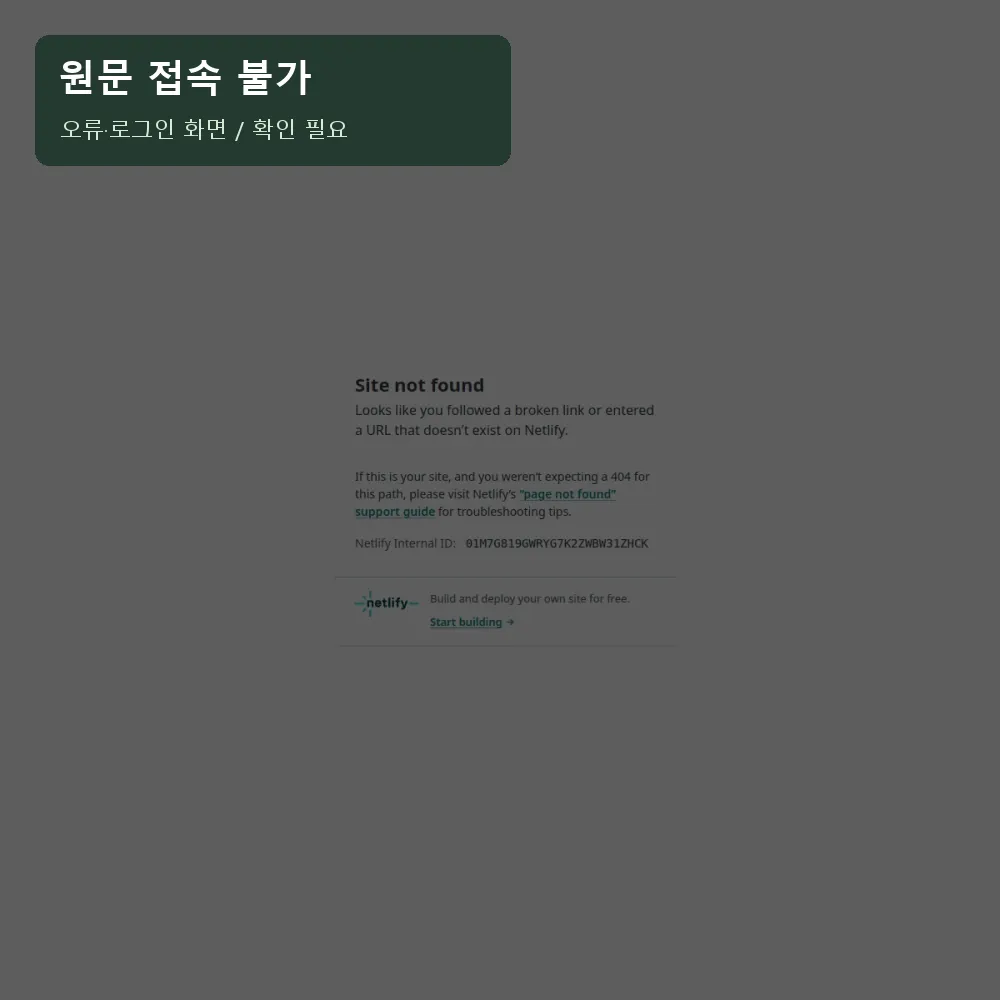 원문 접속 불가
오류·로그인 화면 / 확인 필요
Site not found
Looks like you followed a broken link or entered
a URL that doesn't exist on Netlify.
If this is your site, and you weren't expecting a 404 for
this path, please visit Netlify's "page not found"
support guide for troubleshooting tips.
Netlify Internal ID: 01M7G819GWRYG7K2ZWBW31ZHCK
netlify
Build and deploy your own site for free.
Start building →